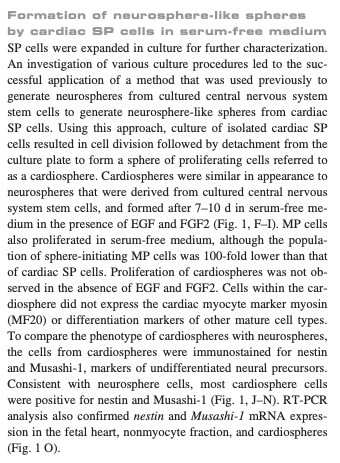 Formation of neurosphere-like spheres
by cardiac SP cells in serum-free medium
SP cells were expanded in culture for further characterization.
An investigation of various culture procedures led to the suc-
cessful application of a method that was used previously to
generate neurospheres from cultured central nervous system
stem cells to generate neurosphere-like spheres from cardiac
SP cells. Using this approach, culture of isolated cardiac SP
cells resulted in cell division followed by detachment from the
culture plate to form a sphere of proliferating cells referred to
as a cardiosphere. Cardiospheres were similar in appearance to
neurospheres that were derived from cultured central nervous
system stem cells, and formed after 7–10 d in serum-free me-
dium in the presence of EGF and FGF2 (Fig. 1, F–I). MP cells
also proliferated in serum-free medium, although the popula-
tion of sphere-initiating MP cells was 100-fold lower than that
of cardiac SP cells. Proliferation of cardiospheres was not ob-
served in the absence of EGF and FGF2. Cells within the car-
diosphere did not express the cardiac myocyte marker myosin
(MF20) or differentiation markers of other mature cell types.
To compare the phenotype of cardiospheres with neurospheres,
the cells from cardiospheres were immunostained for nestin
and Musashi-1, markers of undifferentiated neural precursors.
Consistent with neurosphere cells, most cardiosphere cells
were positive for nestin and Musashi-1 (Fig. 1, J–N). RT-PCR
analysis also confirmed nestin and Musashi-1 mRNA expres-
sion in the fetal heart, nonmyocyte fraction, and cardiospheres
(Fig. 1 O).